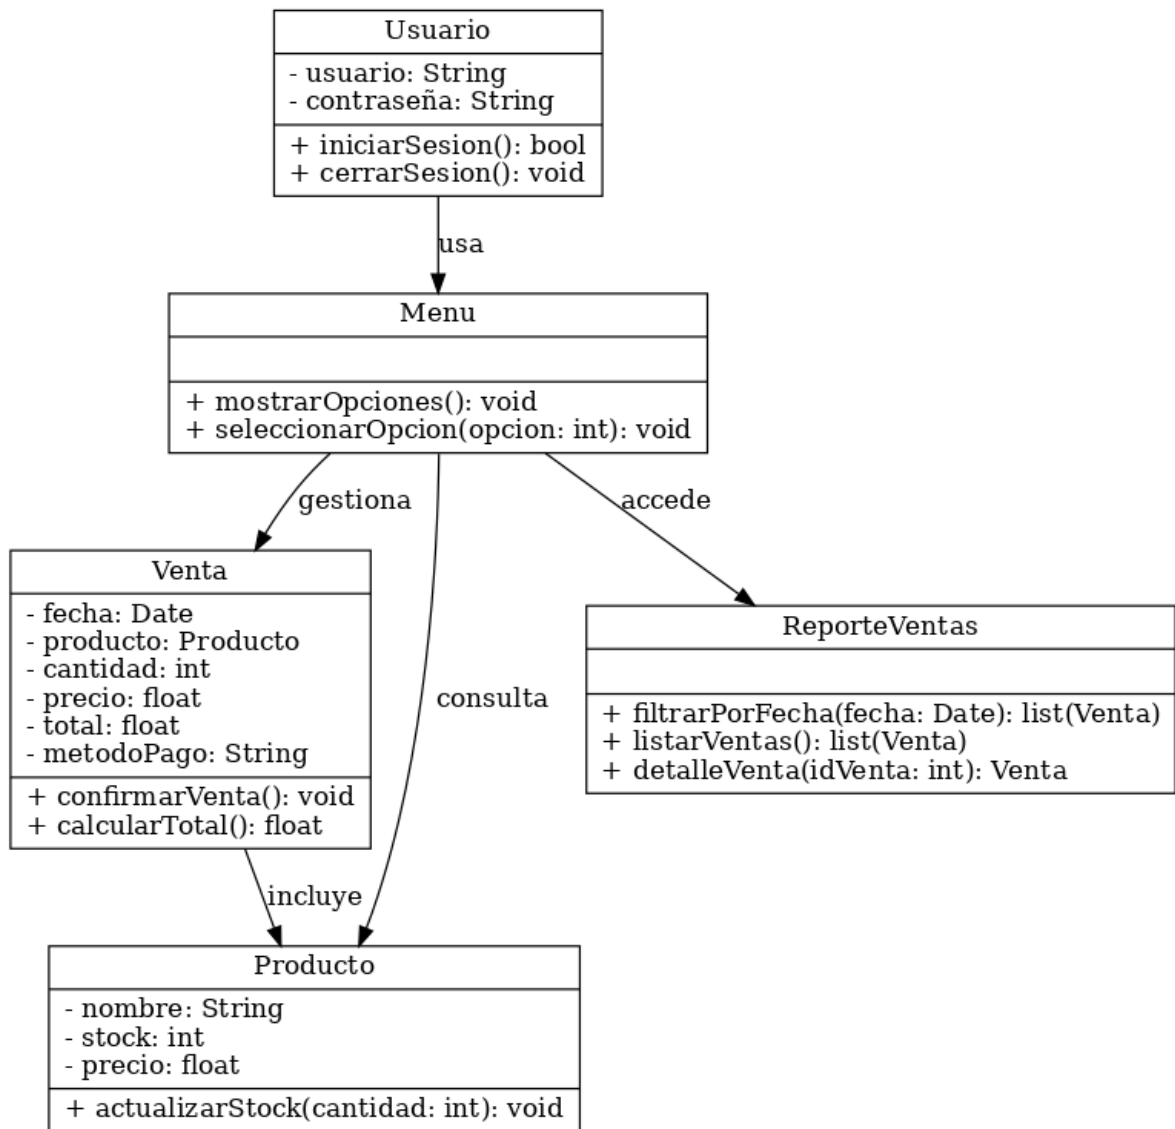 Usuario
- usuario: String
- contraseña: String
+ iniciarSesion(): bool
+ cerrarSesion(): void
usa
Menu
+ mostrarOpciones(): void
+ seleccionarOpcion(opcion: int): void
gestiona
accede
Venta
- fecha: Date
- producto: Producto
- cantidad: int
- precio: float
- total: float
- metodoPago: String
+ confirmarVenta(): void
+ calcularTotal(): float
consulta
ReporteVentas
+ filtrarPorFecha(fecha: Date): list(Venta)
+ listarVentas(): list(Venta)
+ detalleVenta(idVenta: int): Venta
incluye
Producto
- nombre: String
- stock: int
- precio: float
+ actualizarStock(cantidad: int): void